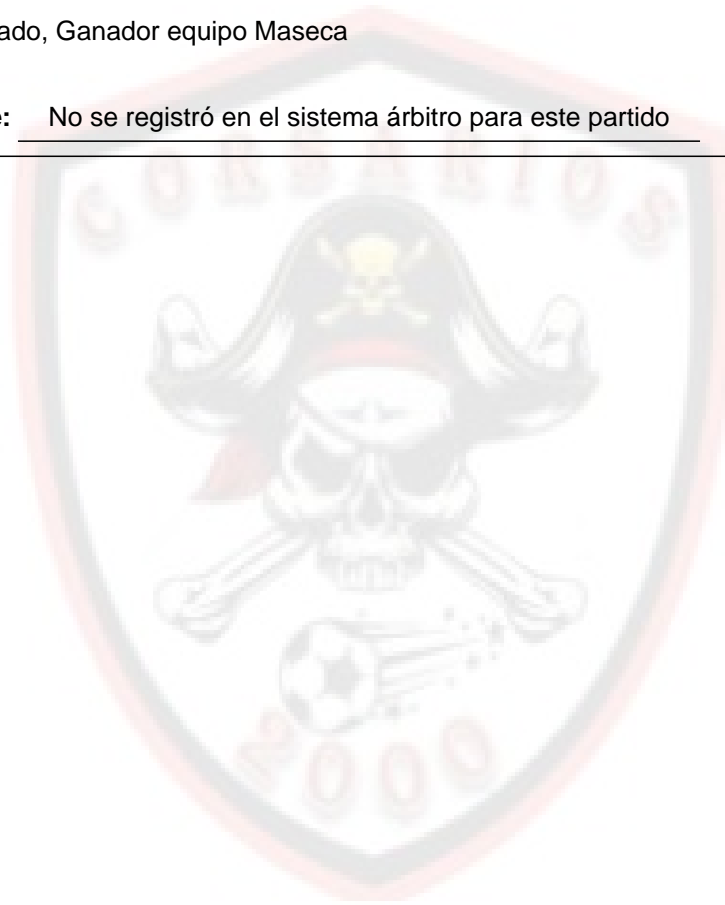 ado, Ganador equipo Maseca
: No se registró en el sistema árbitro para este partido
CORSARIOS
2000